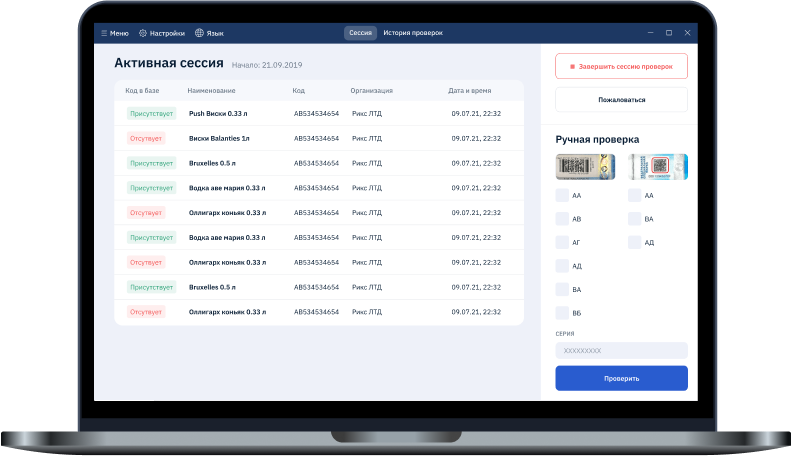 Меню Настройки Язык Сессия История проверок
Активная сессия Начало: 21.09.2019
Код в базе Наименование Код Организация Дата и время
Присутствует Push Виски 0.33 л AB534534654 Рикс ЛТД 09.07.21, 22:32
Отсутвует Виски Balanties 1л AB534534654 Рикс ЛТД 09.07.21, 22:32
Присутствует Bruxelles 0.5 л AB534534654 Рикс ЛТД 09.07.21, 22:32
Присутствует Водка аве мария 0.33 л AB534534654 Рикс ЛТД 09.07.21, 22:32
Отсутвует Оллигарх коньяк 0.33 л AB534534654 Рикс ЛТД 09.07.21, 22:32
Присутствует Водка аве мария 0.33 л AB534534654 Рикс ЛТД 09.07.21, 22:32
Отсутвует Оллигарх коньяк 0.33 л AB534534654 Рикс ЛТД 09.07.21, 22:32
Присутствует Bruxelles 0.5 л AB534534654 Рикс ЛТД 09.07.21, 22:32
Отсутвует Оллигарх коньяк 0.33 л AB534534654 Рикс ЛТД 09.07.21, 22:32
Завершить сессию проверок
Пожаловаться
Ручная проверка
АА АА
АВ ВА
АГ АД
АД
ВА
ВБ
СЕРИЯ
XXXXXXXXX
Проверить